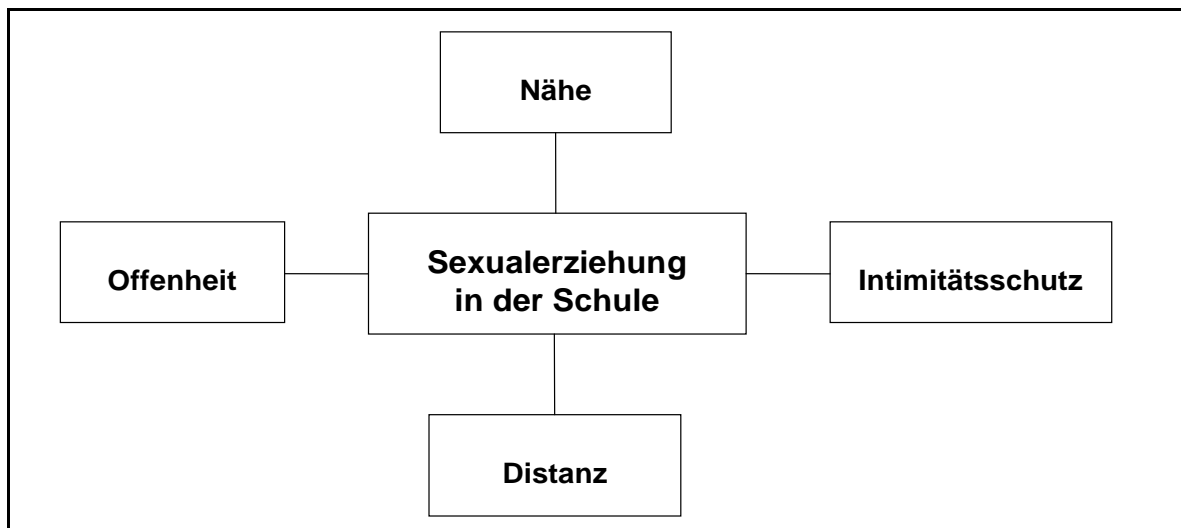 Nähe
Offenheit
Sexualerziehung
in der Schule
Intimitätsschutz
Distanz